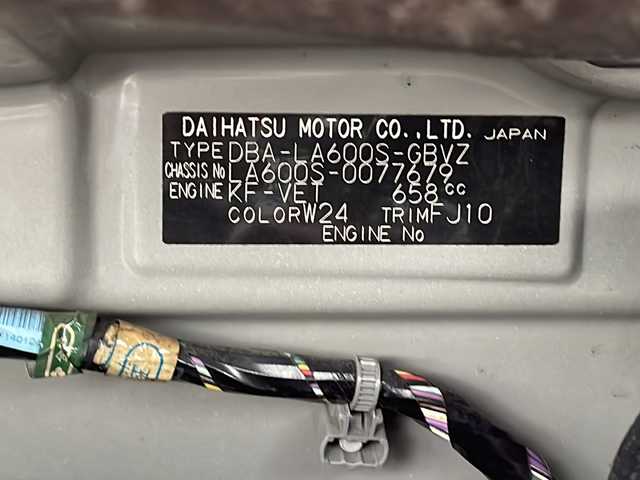 DAIHATSU MOTOR CO.,LTD. JAPAN
TYPE DBA-LA600S-GBVZ
CHASSIS No LA600S-0077679
ENGINE KF-VET 658cc
COLOR W24 TRIM FJ10
ENGINE No